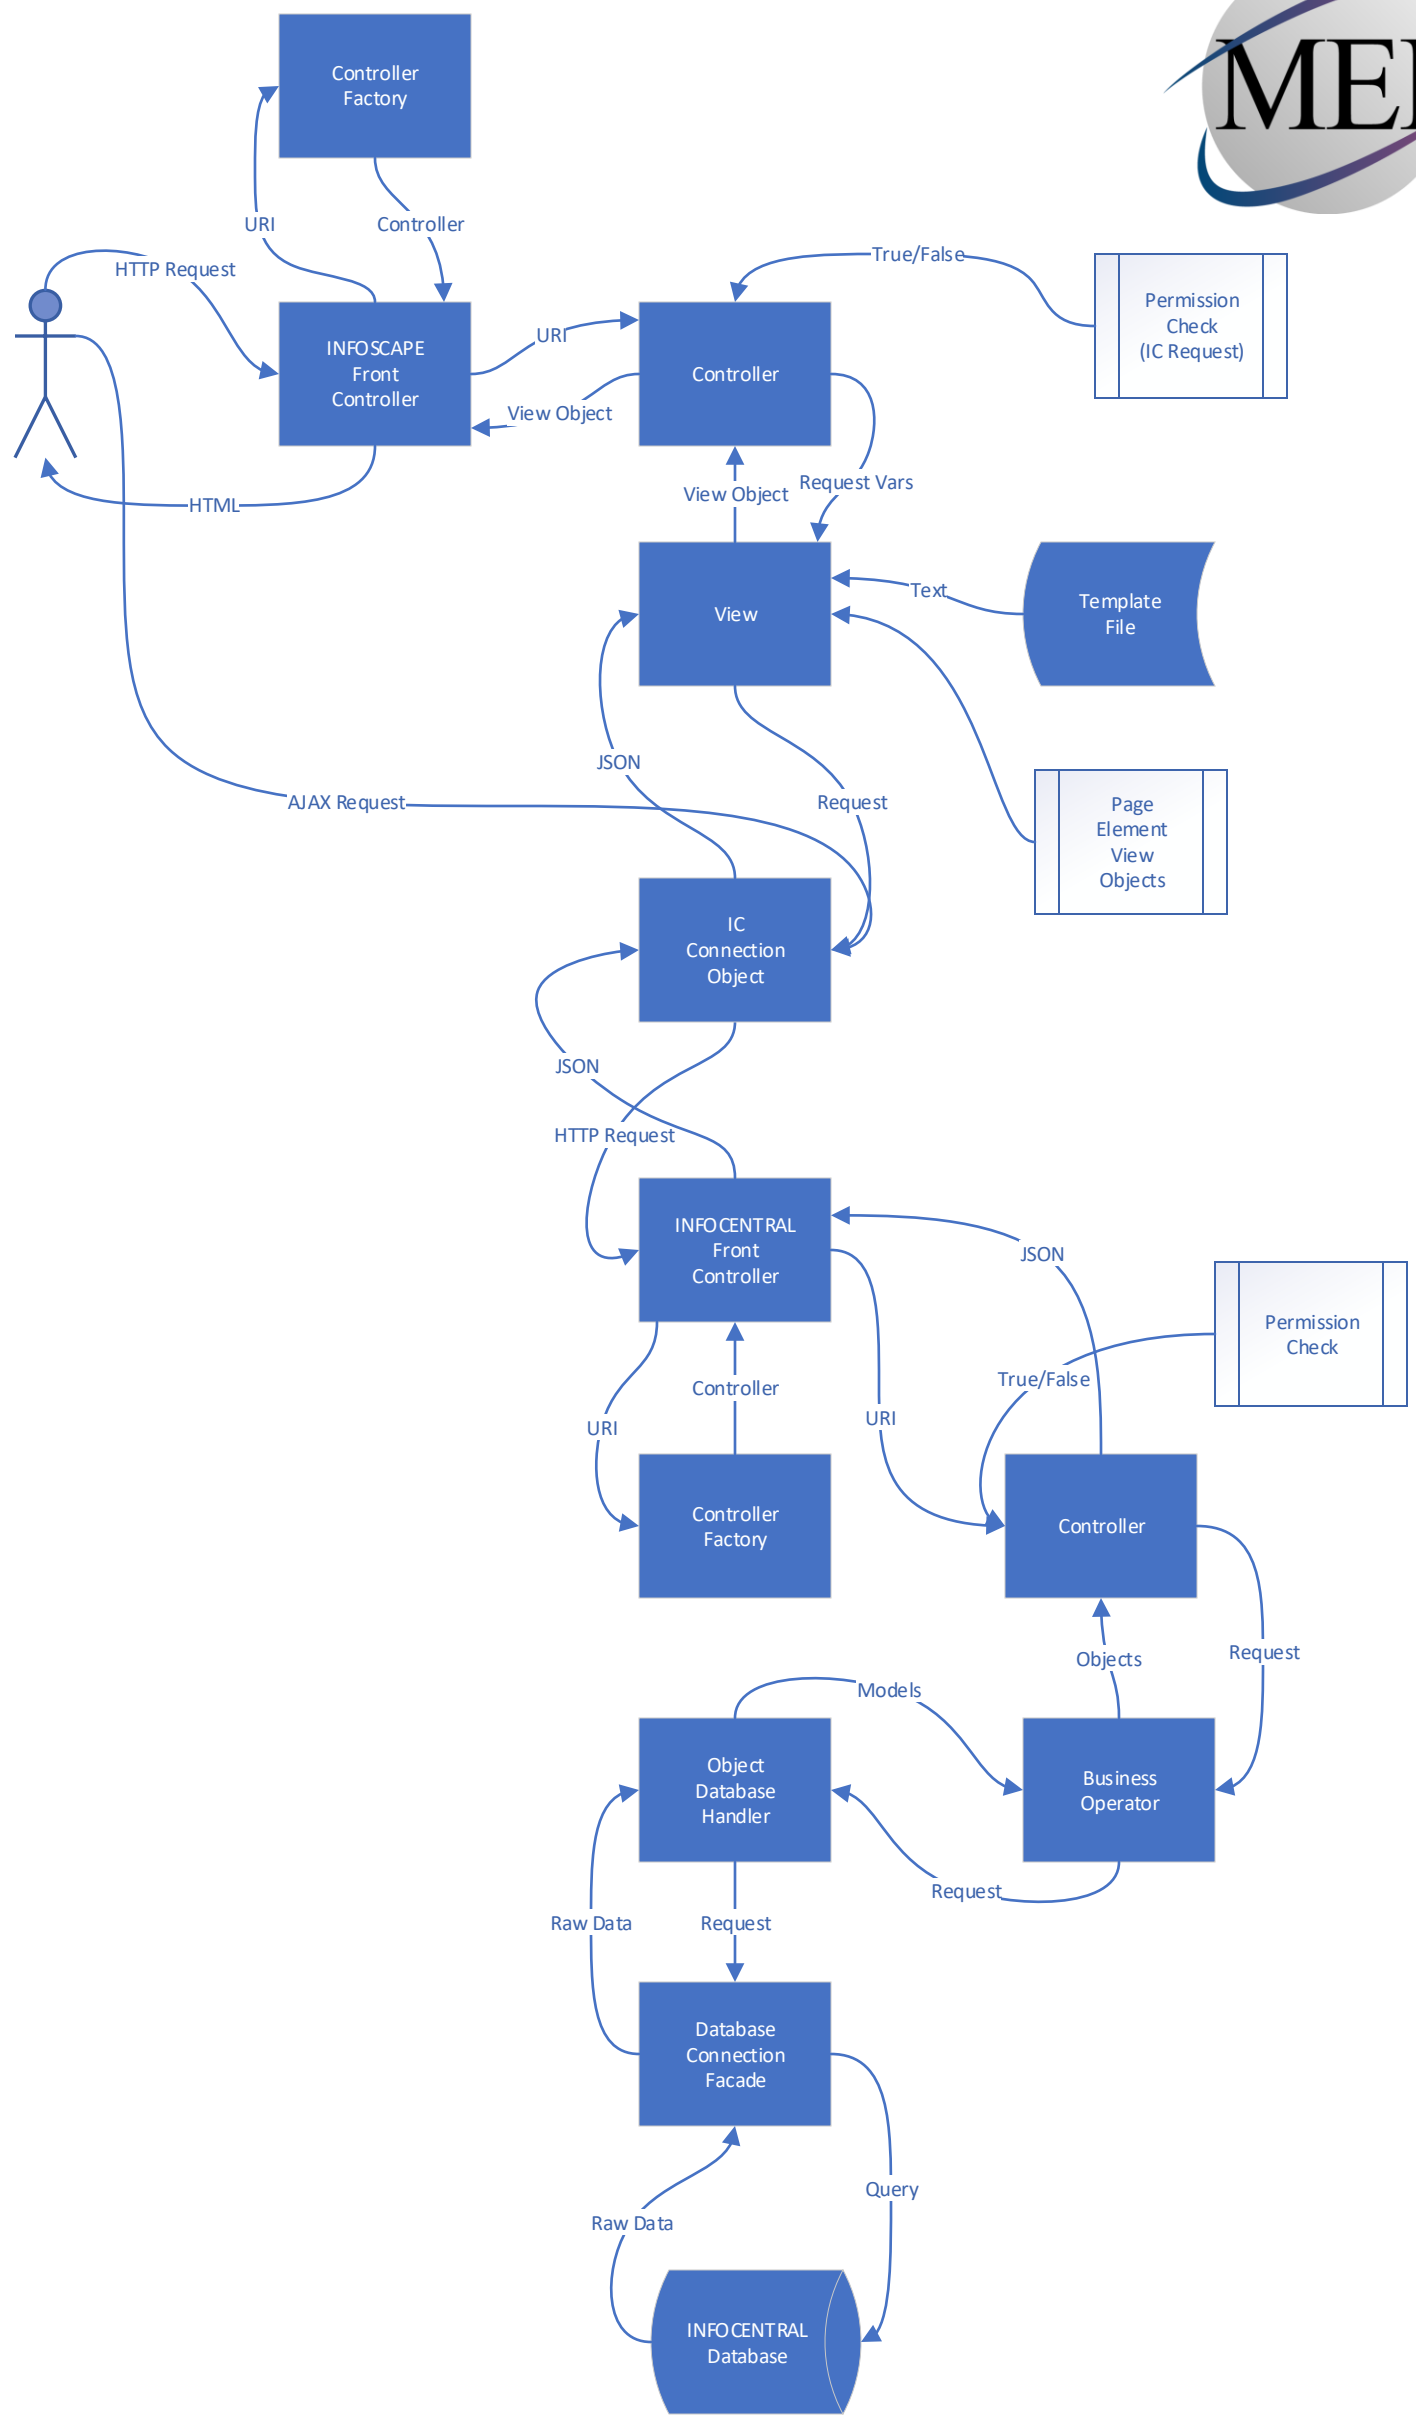 Controller
Factory
URI
Controller
HTTP Request
True/False
INFOSCAPE
Front
Controller
URI
View Object
Controller
Permission
Check
(IC Request)
HTML
View Object
Request Vars
View
Text
Template
File
JSON
AJAX Request
Request
Page
Element
View
Objects
IC
Connection
Object
JSON
HTTP Request
INFOCENTRAL
Front
Controller
JSON
Permission
Check
True/False
Controller
URI
URI
Controller
Factory
Controller
Objects
Request
Models
Object
Database
Handler
Business
Operator
Request
Raw Data
Request
Database
Connection
Facade
Query
Raw Data
INFOCENTRAL
Database